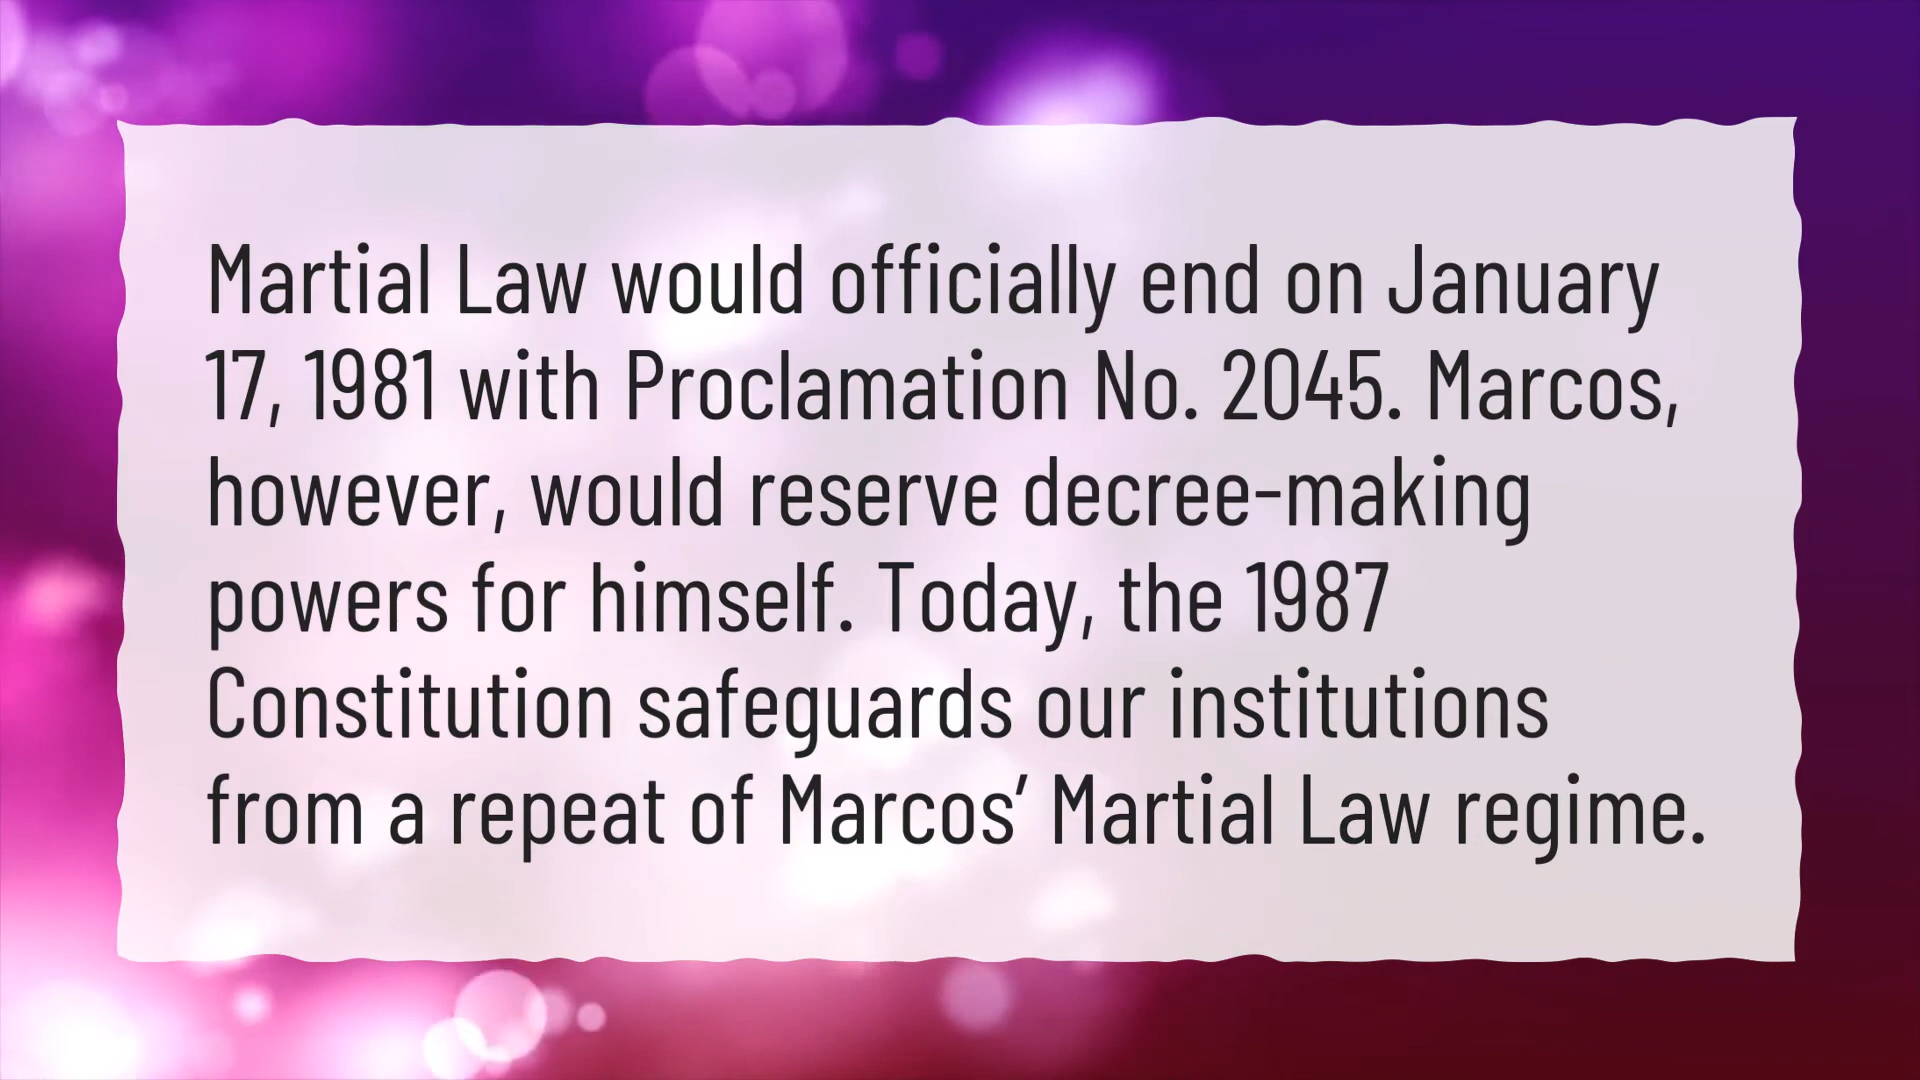 Martial Law would officially end on January
17, 1981 with Proclamation No. 2045. Marcos,
however, would reserve decree-making
powers for himself. Today, the 1987
Constitution safeguards our institutions
from a repeat of Marcos’ Martial Law regime.